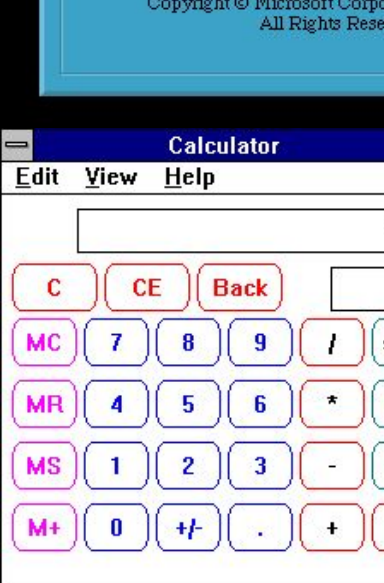 Copyright © Microsoft Corpo
All Rights Rese
Calculator
Edit View Help
C CE Back
MC 7 8 9 /
MR 4 5 6 *
MS 1 2 3 -
M+ 0 +/- . +